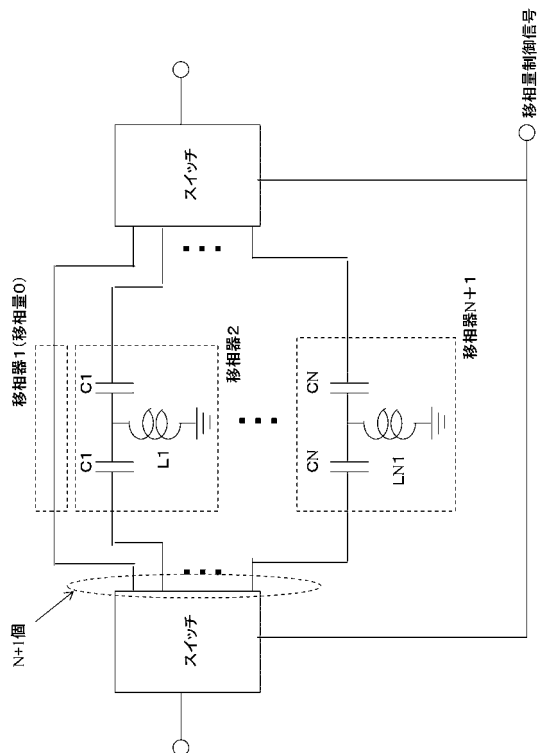 N+1個
移相器1(移相量0)
スイッチ
スイッチ
C1
C1
L1
移相器2
CN
CN
LN1
移相器N+1
移相量制御信号